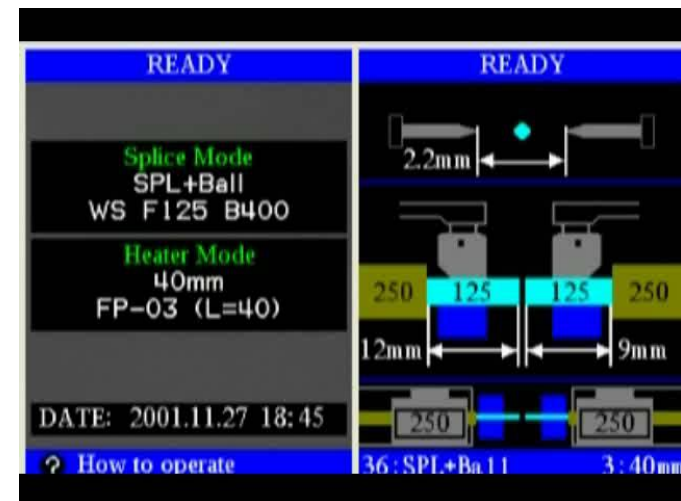 READY
Splice Mode
SPL+Ball
WS F125 B400
Heater Mode
40mm
FP-03 (L=40)
DATE: 2001.11.27 18:45
? How to operate
READY
2.2mm
250 125 125 250
12mm 9mm
250 250
36:SPL+Ball 3:40mm